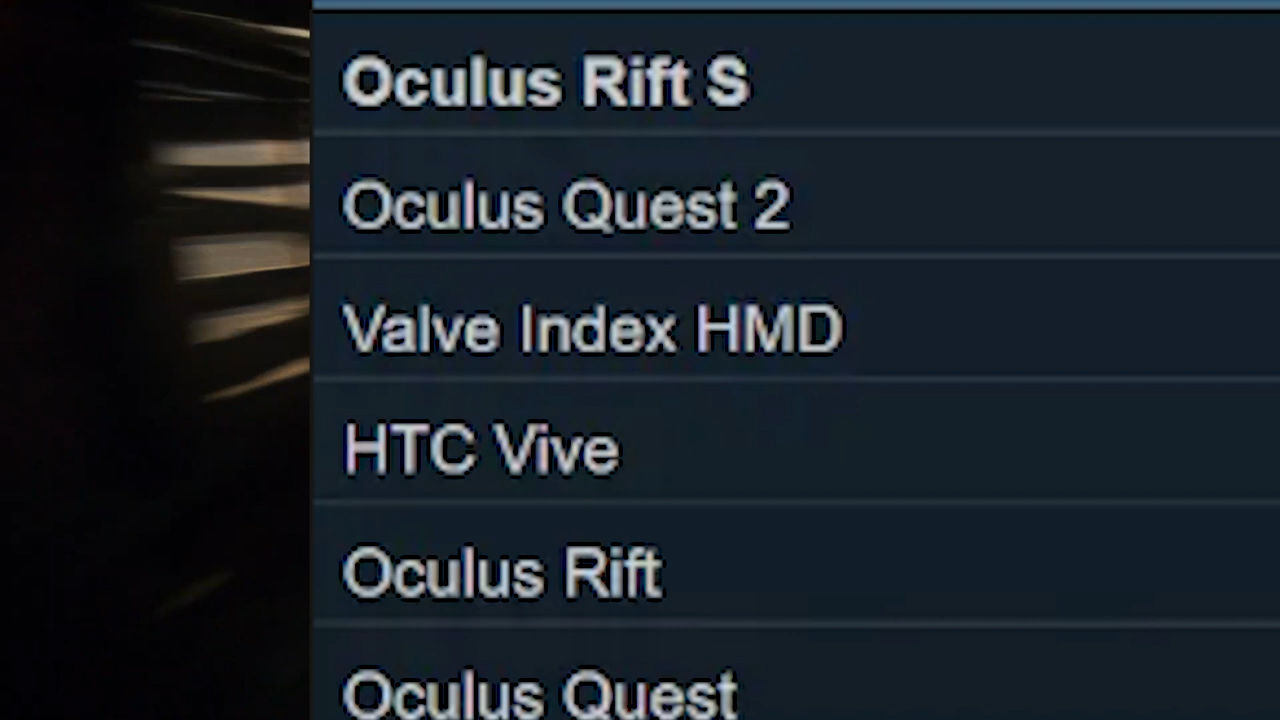 Oculus Rift S
Oculus Quest 2
Valve Index HMD
HTC Vive
Oculus Rift
Oculus Quest